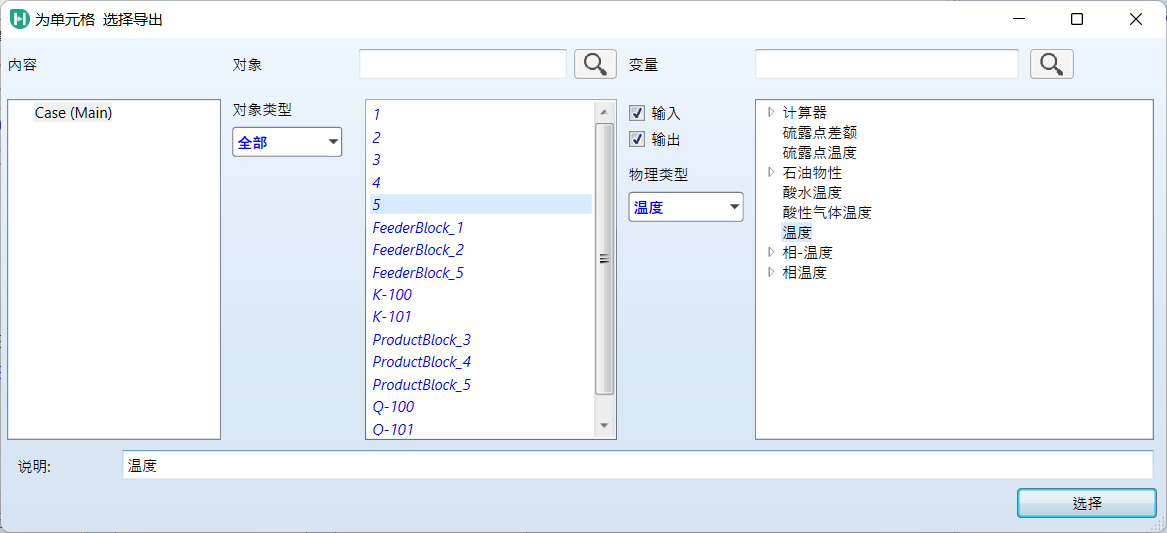 为单元格 选择导出
内容
对象
变量
Case (Main)
对象类型
全部
1
2
3
4
5
FeederBlock_1
FeederBlock_2
FeederBlock_5
K-100
K-101
ProductBlock_3
ProductBlock_4
ProductBlock_5
Q-100
Q-101
输入
输出
物理类型
温度
计算器
硫露点差额
硫露点温度
石油物性
酸水温度
酸性气体温度
温度
相-温度
相温度
说明:
温度
选择